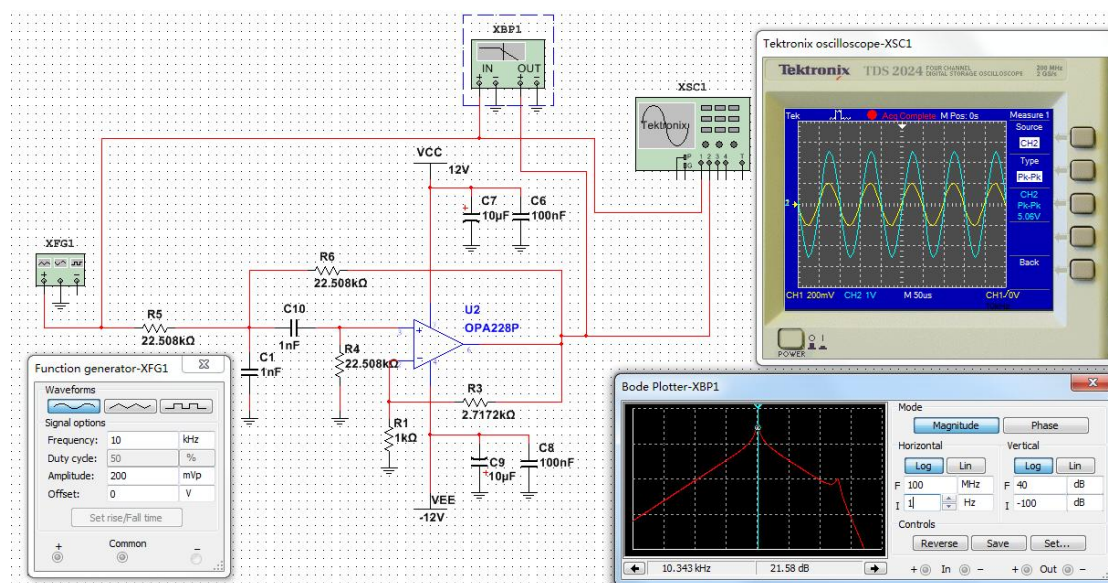 XBP1
IN OUT
XSC1
Tektronix
P
G
1 2 3 4 T
VCC
12V
C7
10µF
C6
100nF
XFG1
R6
22.508kΩ
R5
22.508kΩ
C10
1nF
C1
1nF
R4
22.508kΩ
U2
OPA228P
3
2
6
R3
2.7172kΩ
R1
1kΩ
C9
10µF
C8
100nF
VEE
-12V
Function generator-XFG1
Waveforms
Signal options
Frequency: 10 kHz
Duty cycle: 50 %
Amplitude: 200 mVp
Offset: 0 V
Set rise/Fall time
+ Common −
Tektronix oscilloscope-XSC1
Tektronix TDS 2024 FOUR CHANNEL DIGITAL STORAGE OSCILLOSCOPE 200 MHz 2 GS/s
Tek Acq Complete M Pos: 0s Measure 1
Source
CH2
Type
Pk-Pk
CH2
Pk-Pk
5.06V
Back
CH1 200mV CH2 1V M 50us CH1/0V
POWER
Bode Plotter-XBP1
Mode
Magnitude Phase
Horizontal Vertical
Log Lin Log Lin
F 100 MHz F 40 dB
I 1 Hz I -100 dB
Controls
Reverse Save Set...
10.343 kHz 21.58 dB
+ In − + Out −